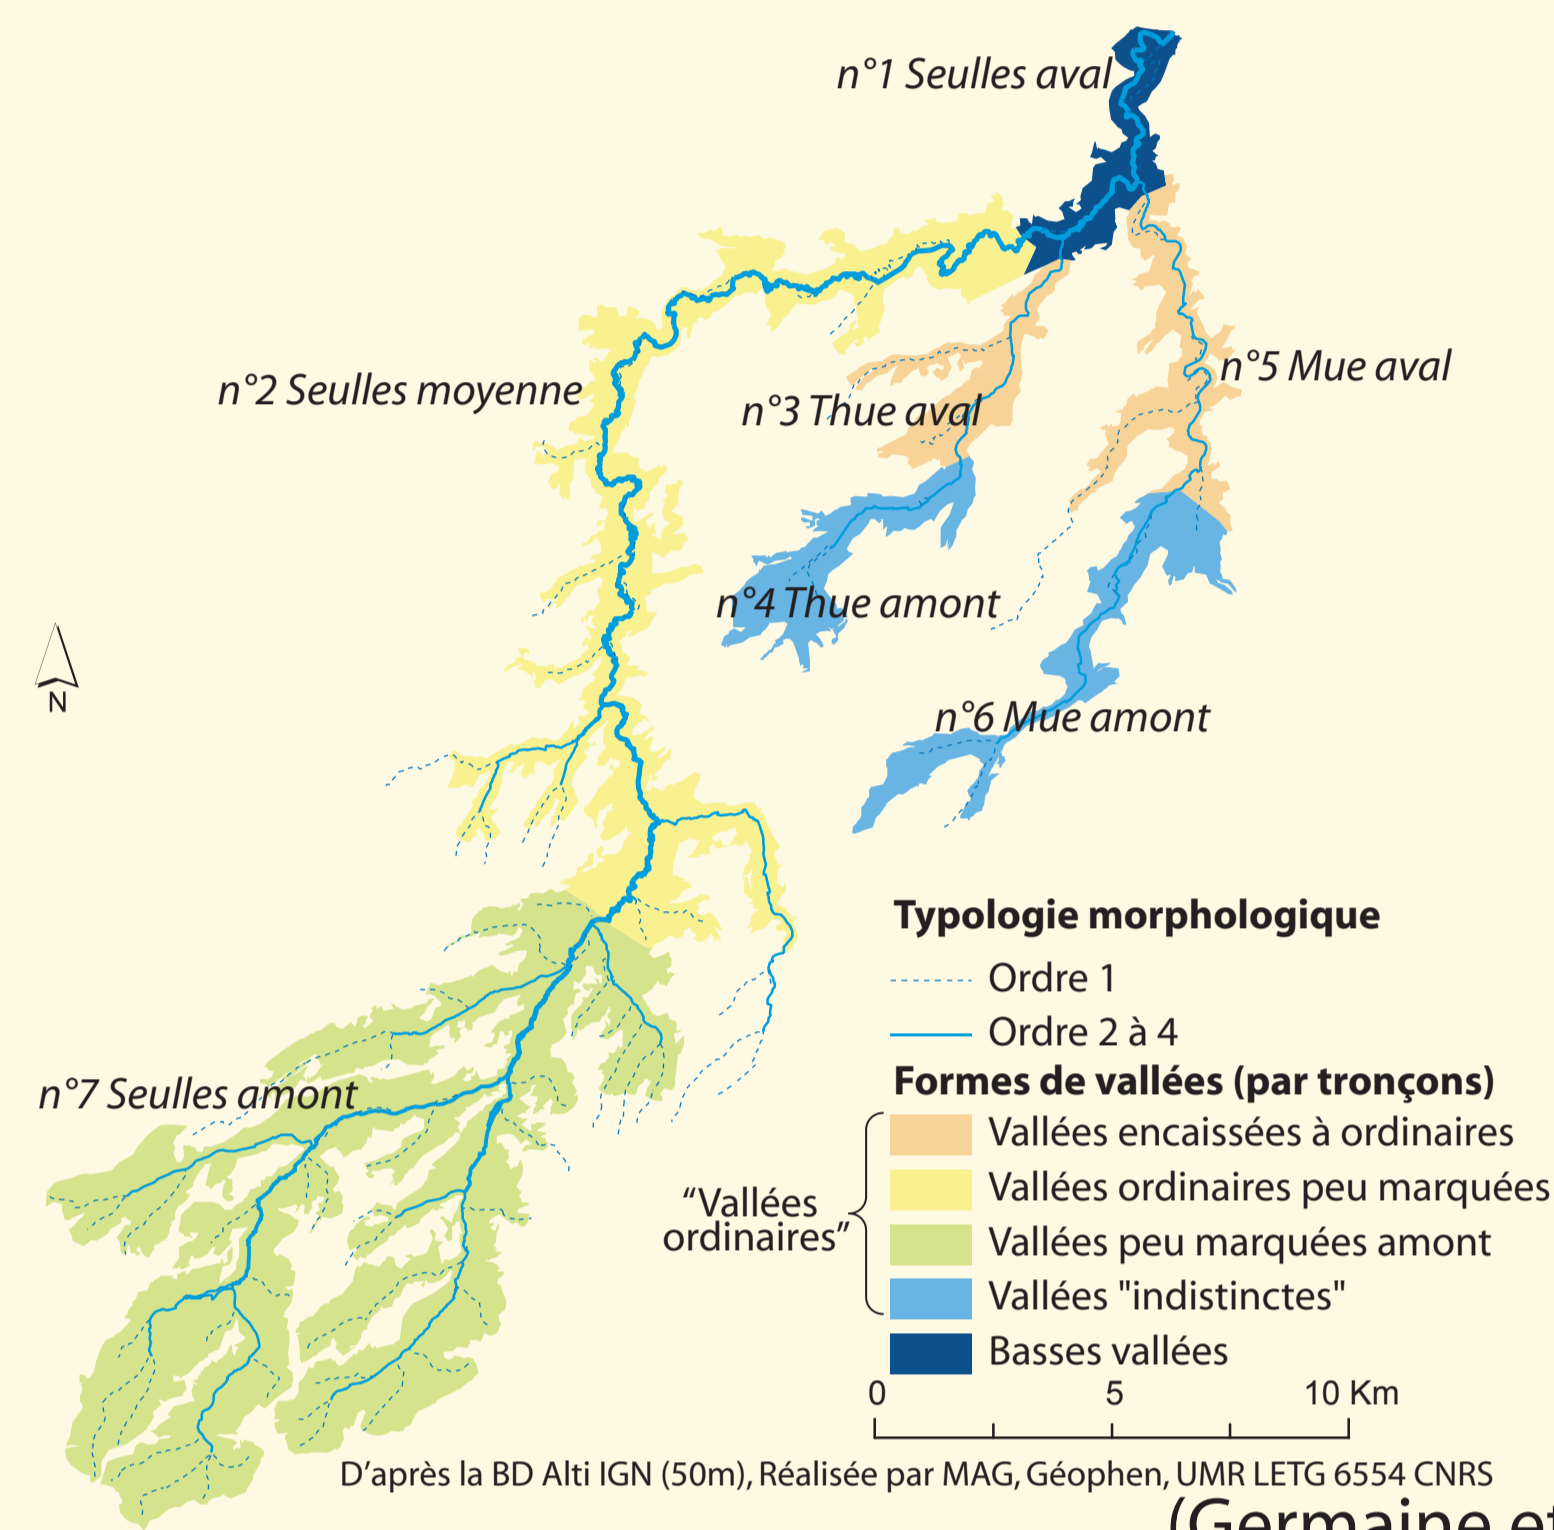 n°1 Seulles aval
n°2 Seulles moyenne
n°5 Mue aval
n°3 Thue aval
n°4 Thue amont
N
n°6 Mue amont
n°7 Seulles amont
Typologie morphologique
Ordre 1
Ordre 2 à 4
Formes de vallées (par tronçons)
Vallées encaissées à ordinaires
Vallées ordinaires peu marquées
"Vallées
ordinaires"
Vallées peu marquées amont
Vallées "indistinctes"
Basses vallées
0 5 10 Km
D'après la BD Alti IGN (50m), Réalisée par MAG, Géophen, UMR LETG 6554 CNRS
(Germaine et